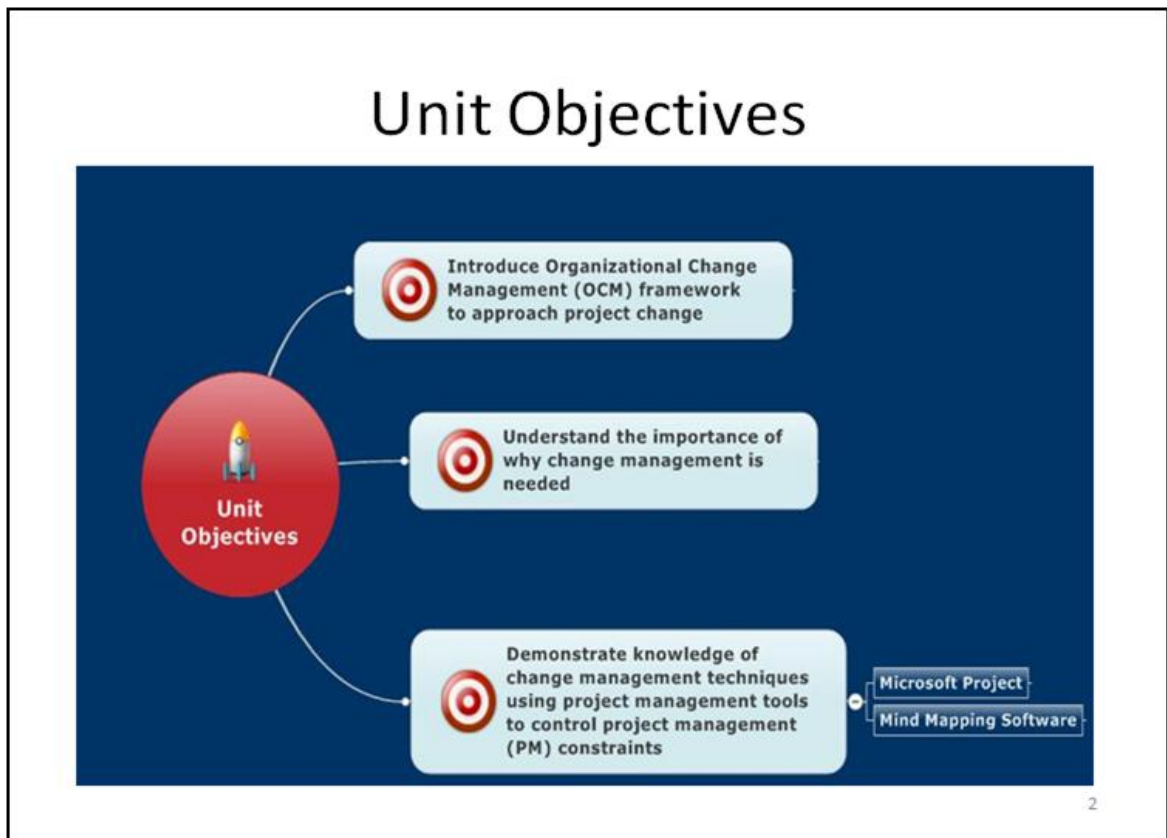 Unit Objectives
Introduce Organizational Change
Management (OCM) framework
to approach project change
Unit
Objectives
Understand the importance of
why change management is
needed
Demonstrate knowledge of
change management techniques
using project management tools
to control project management
(PM) constraints
Microsoft Project
Mind Mapping Software
2